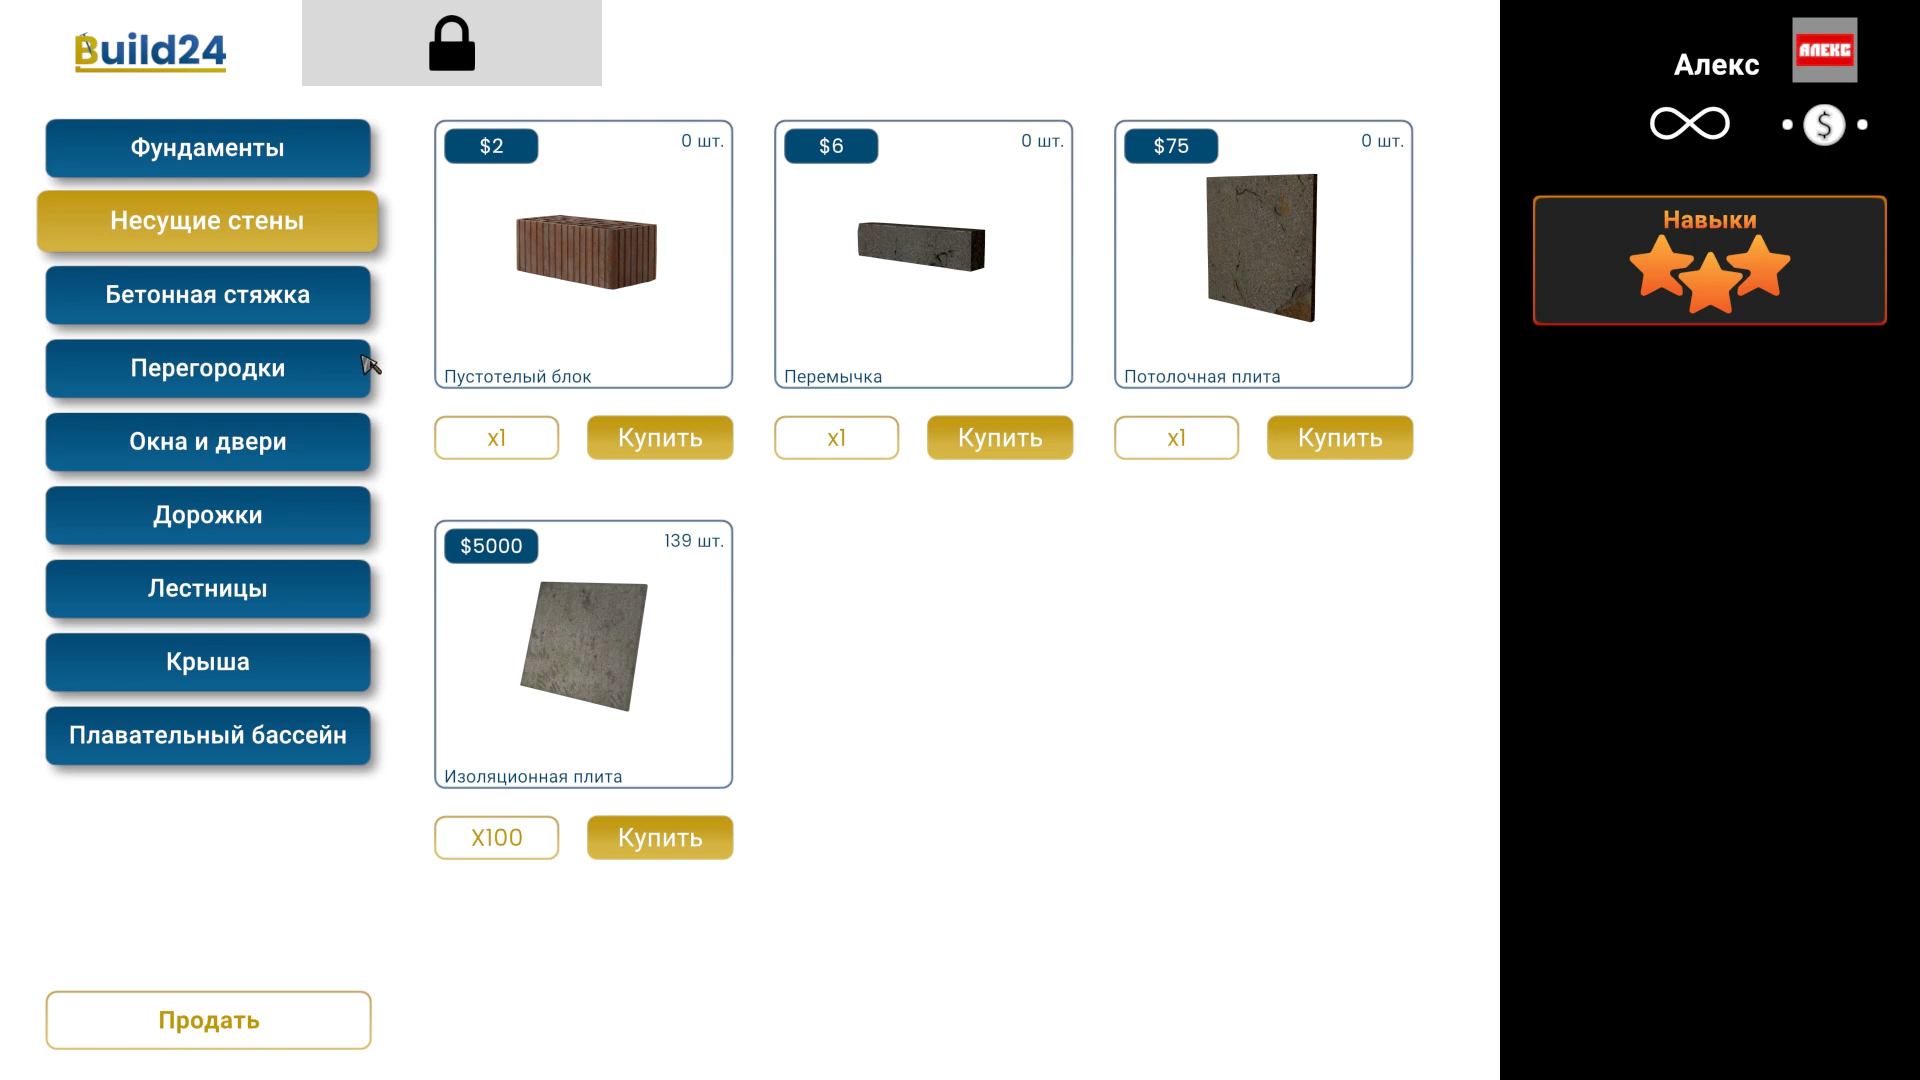 Build24
Алекс
АЛЕКС
$
Навыки
Фундаменты
Несущие стены
Бетонная стяжка
Перегородки
Окна и двери
Дорожки
Лестницы
Крыша
Плавательный бассейн
Продать
$2
0 шт.
Пустотелый блок
x1
Купить
$6
0 шт.
Перемычка
x1
Купить
$75
0 шт.
Потолочная плита
x1
Купить
$5000
139 шт.
Изоляционная плита
X100
Купить